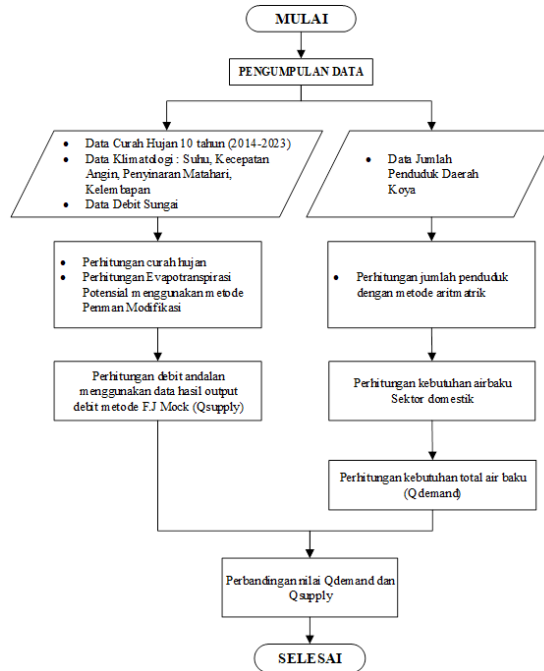 MULAI
PENGUMPULAN DATA
• Data Curah Hujan 10 tahun (2014-2023)
• Data Klimatologi : Suhu, Kecepatan
Angin, Penyinaran Matahari,
Kelembapan
• Data Debit Sungai
• Data Jumlah
Penduduk Daerah
Koya
• Perhitungan curah hujan
• Perhitungan Evapotranspirasi
Potensial menggunakan metode
Penman Modifikasi
• Perhitungan jumlah penduduk
dengan metode aritmatrik
Perhitungan debit andalan
menggunakan data hasil output
debit metode F.J Mock (Qsupply)
Perhitungan kebutuhan airbaku
Sektor domestik
Perhitungan kebutuhan total air baku
(Qdemand)
Perbandingan nilai Qdemand dan
Qsupply
SELESAI